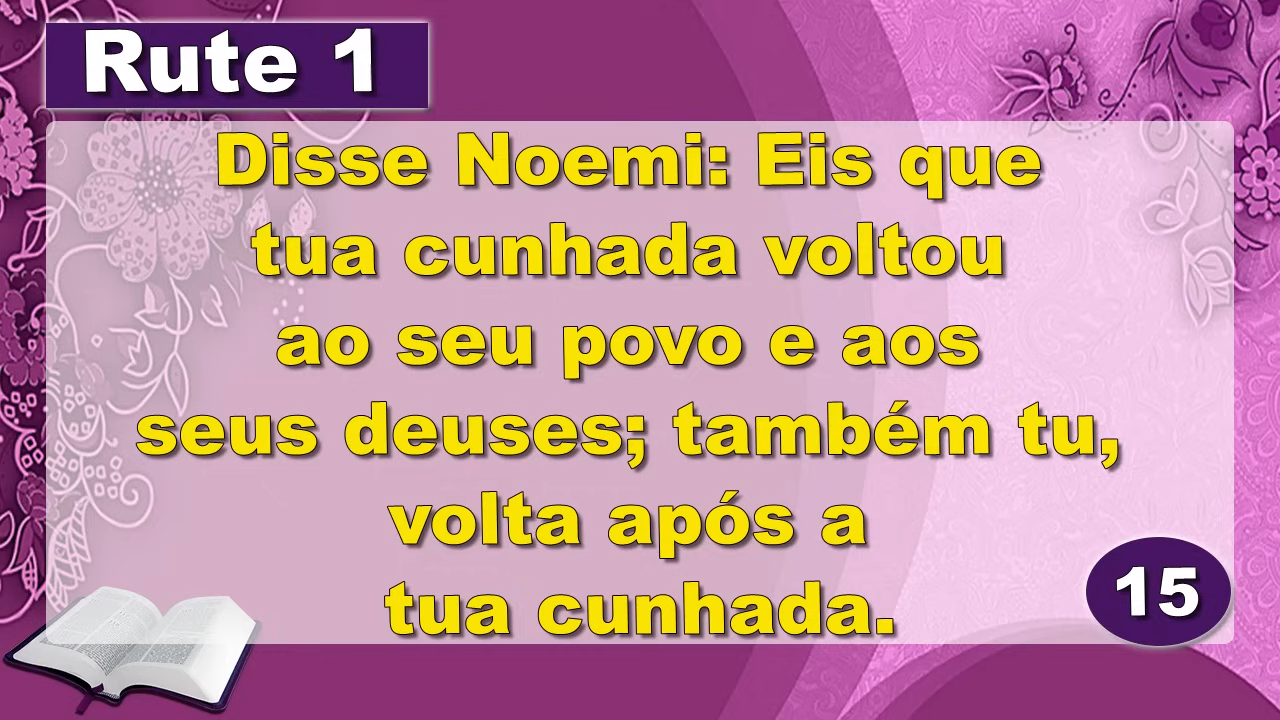 Rute 1
Disse Noemi: Eis que
tua cunhada voltou
ao seu povo e aos
seus deuses; também tu,
volta após a
tua cunhada.
15